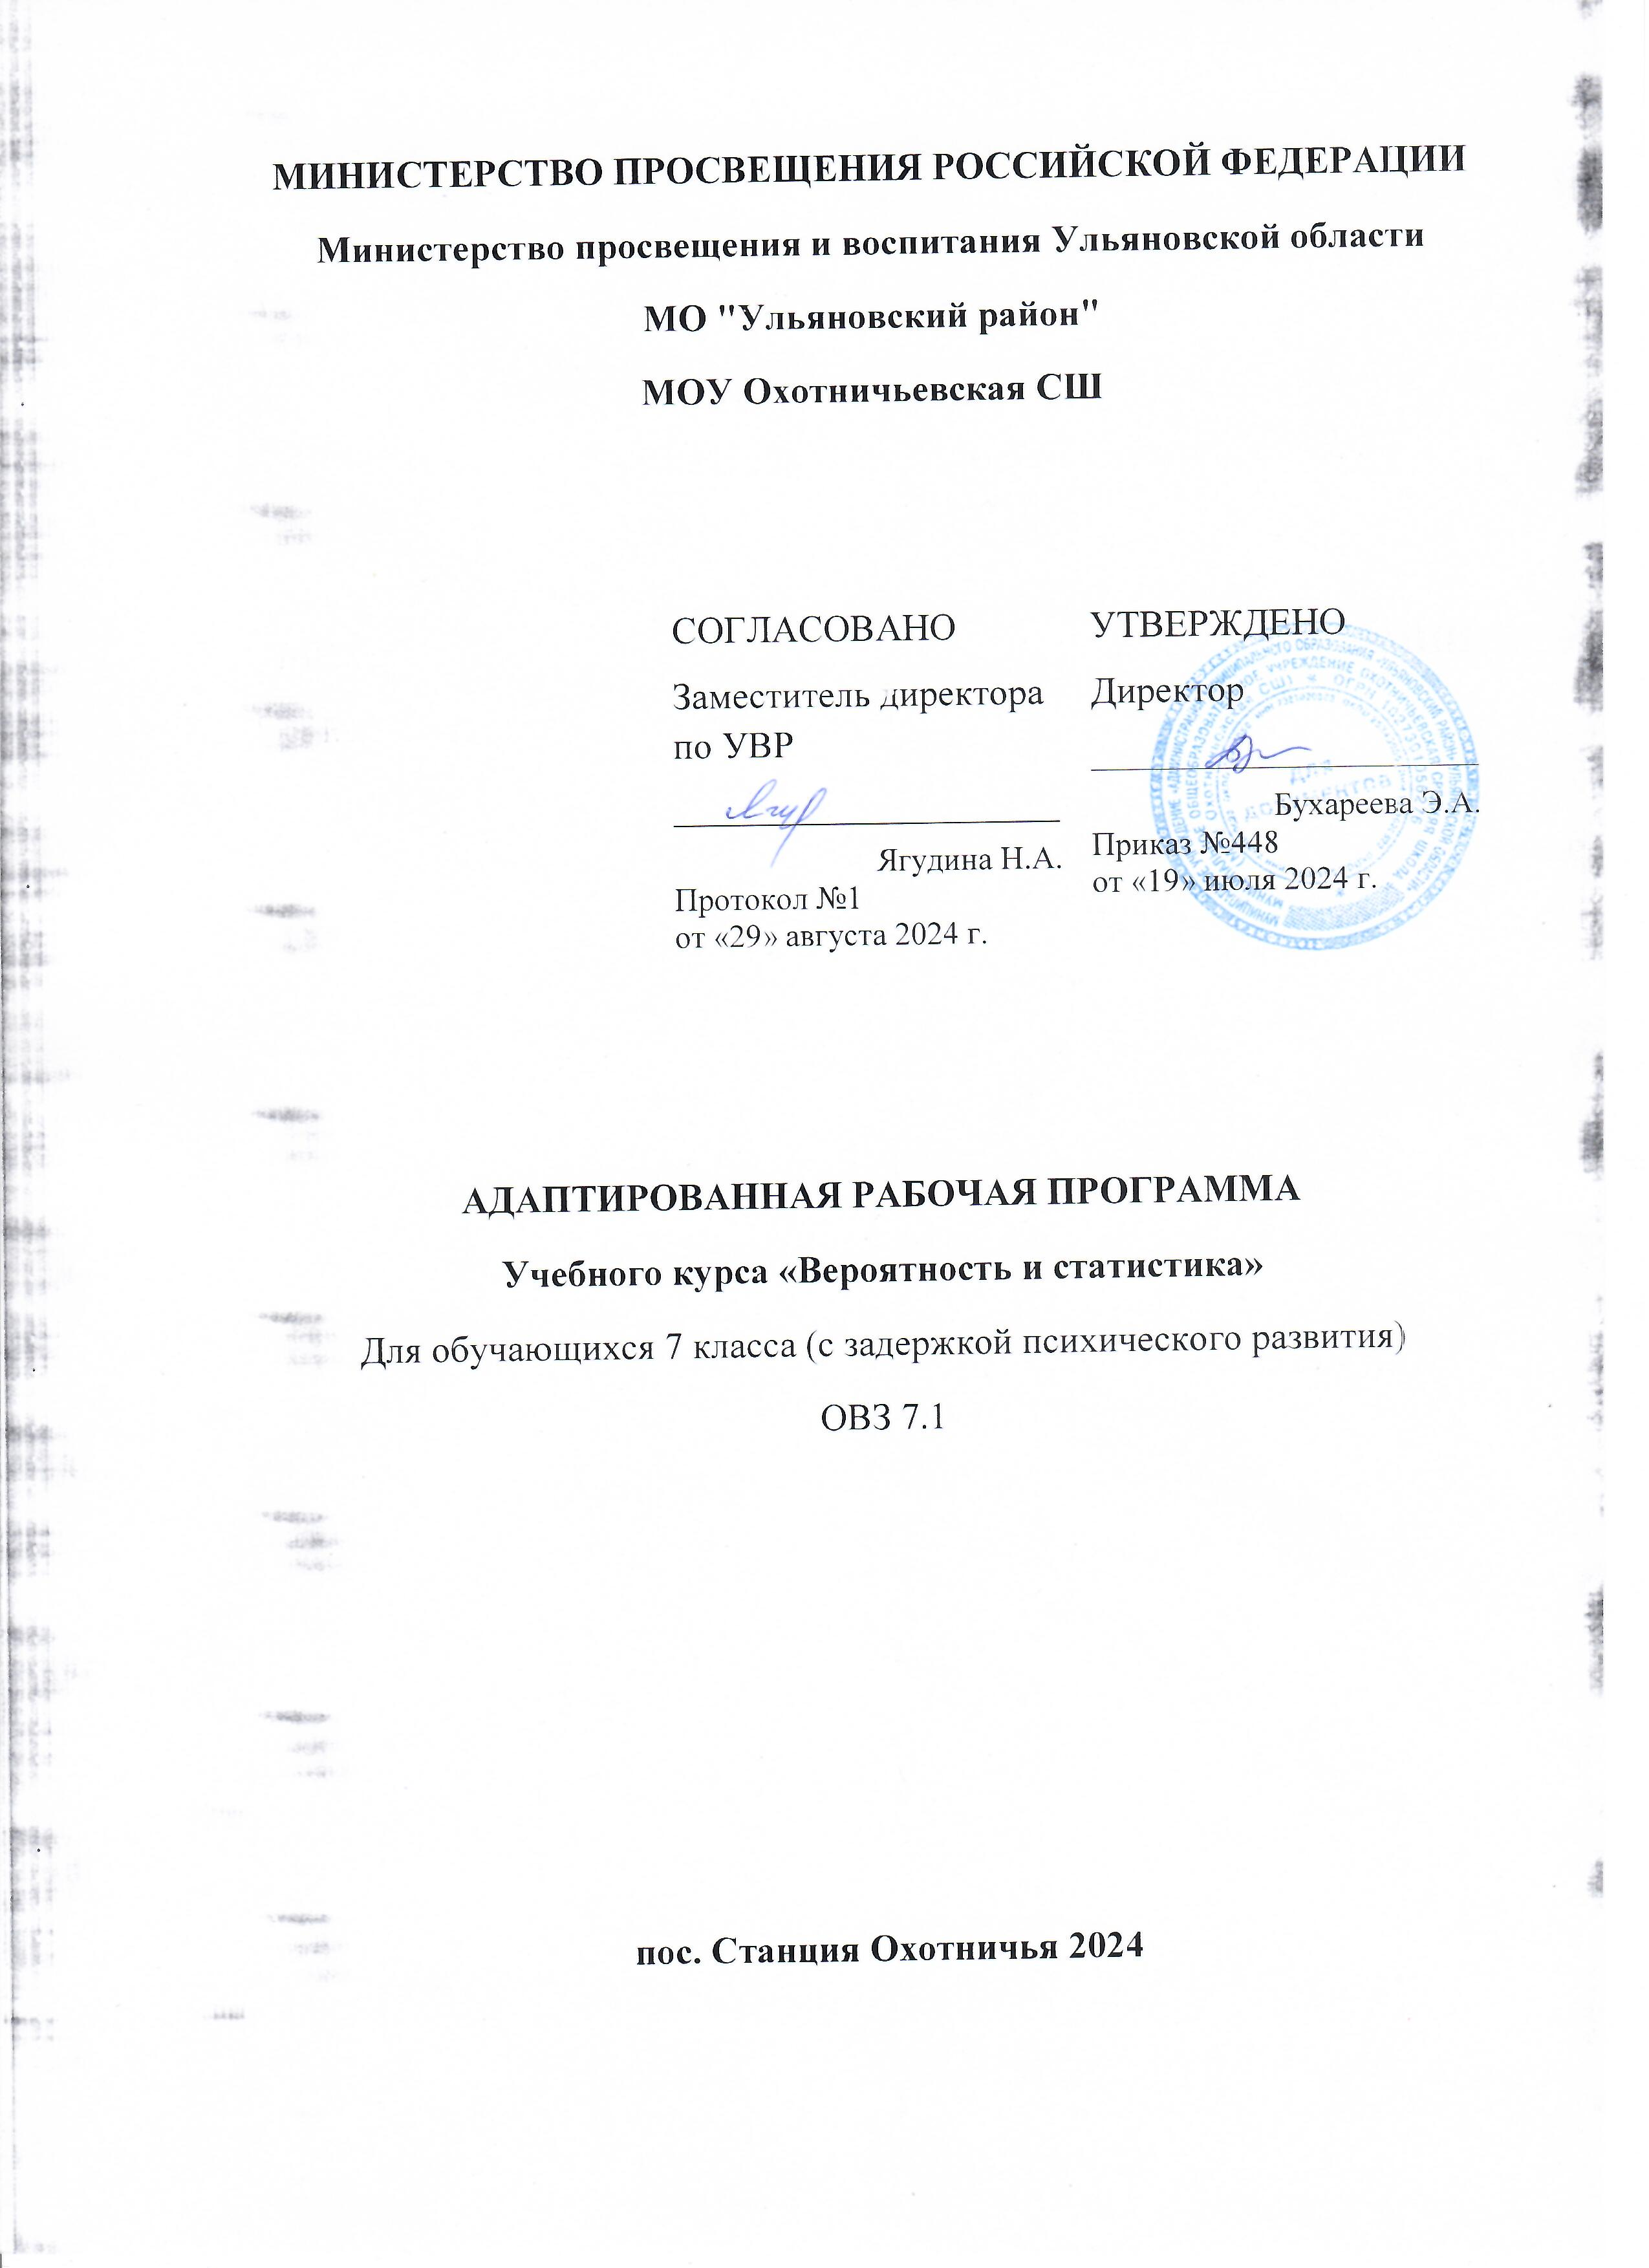 МИНИСТЕРСТВО ПРОСВЕЩЕНИЯ РОССИЙСКОЙ ФЕДЕРАЦИИ
Министерство просвещения и воспитания Ульяновской области
МО "Ульяновский район"
МОУ Охотничьевская СШ
СОГЛАСОВАНО
Заместитель директора
по УВР
Ягудина Н.А.
Протокол №1
от «29» августа 2024 г.
УТВЕРЖДЕНО
Директор
Бухареева Э.А.
Приказ №448
от «19» июля 2024 г.
ДЛЯ
ДОКУМЕНТОВ
АДАПТИРОВАННАЯ РАБОЧАЯ ПРОГРАММА
Учебного курса «Вероятность и статистика»
Для обучающихся 7 класса (с задержкой психического развития)
ОВЗ 7.1
пос. Станция Охотничья 2024